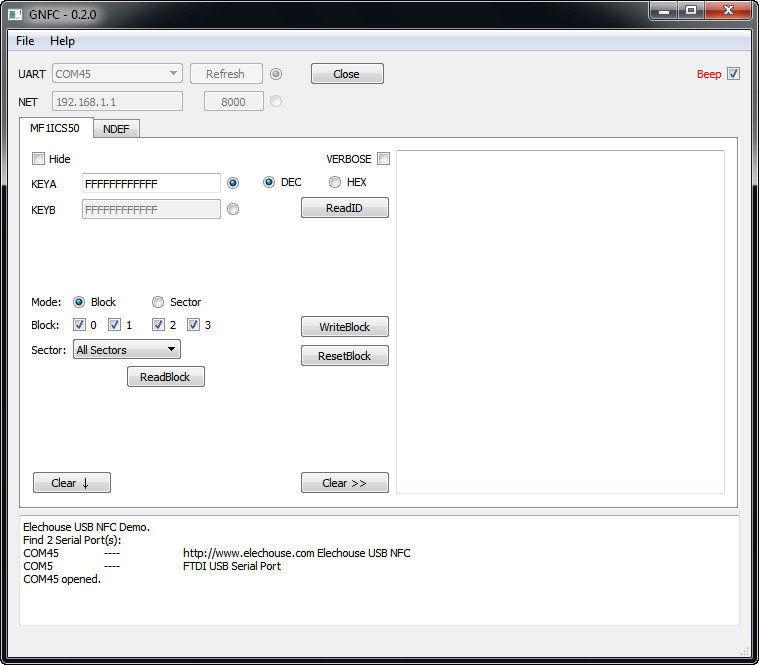 GNFC - 0.2.0
File Help
UART COM45 Refresh Close Beep
NET 192.168.1.1 8000
MF1ICS50 NDEF
Hide VERBOSE
KEYA FFFFFFFFFFFF DEC HEX
KEYB FFFFFFFFFFFF ReadID
Mode: Block Sector
Block: 0 1 2 3 WriteBlock
Sector: All Sectors ResetBlock
ReadBlock
Clear ↓ Clear >>
Elechouse USB NFC Demo.
Find 2 Serial Port(s):
COM45 ---- http://www.elechouse.com Elechouse USB NFC
COM5 ---- FTDI USB Serial Port
COM45 opened.